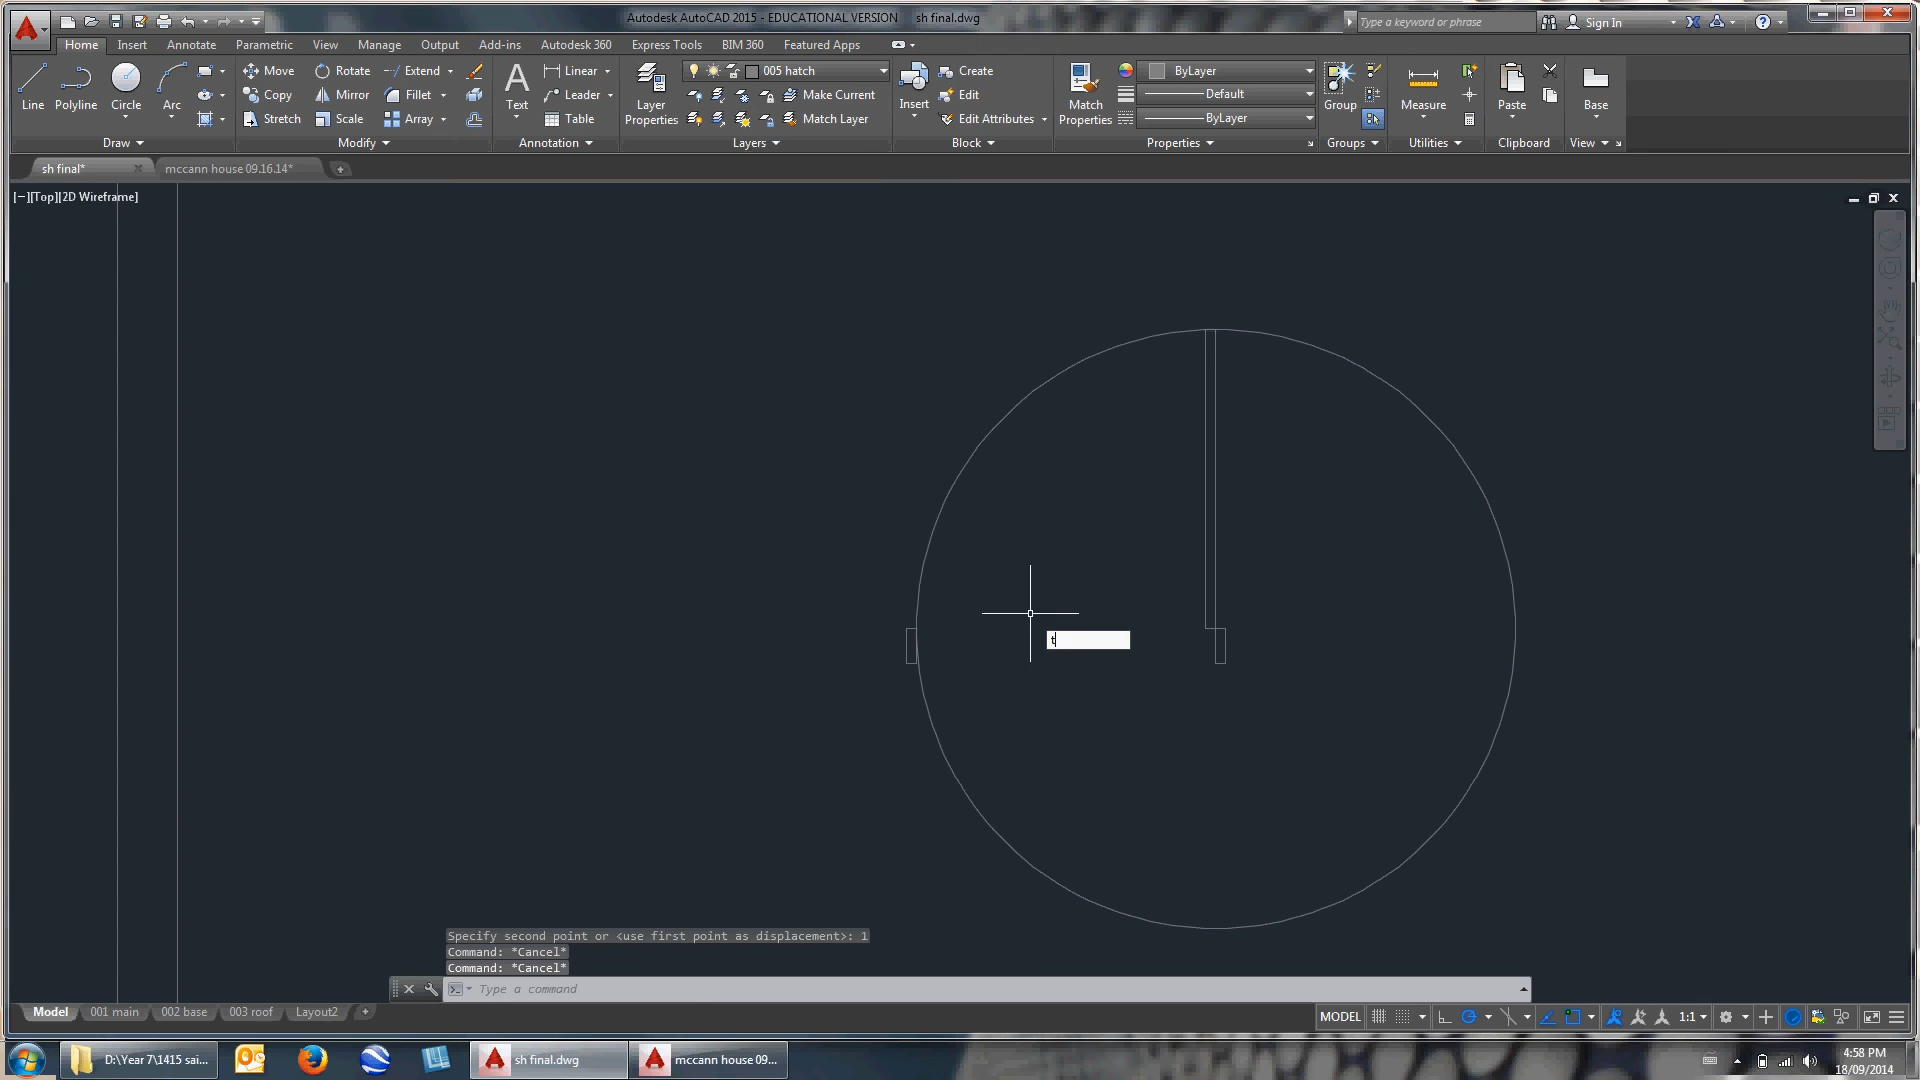 Autodesk AutoCAD 2015 - EDUCATIONAL VERSION sh final.dwg
Type a keyword or phrase
Sign In
Home Insert Annotate Parametric View Manage Output Add-ins Autodesk 360 Express Tools BIM 360 Featured Apps
Line Polyline Circle Arc
Move Rotate Extend
Copy Mirror Fillet
Stretch Scale Array
Text
Linear
Leader
Table
Layer Properties
005 hatch
Make Current
Match Layer
Insert
Create
Edit
Edit Attributes
Match Properties
ByLayer
Default
ByLayer
Group
Measure
Paste
Base
Draw Modify Annotation Layers Block Properties Groups Utilities Clipboard View
sh final* mccann house 09.16.14*
[−][Top][2D Wireframe]
t
Specify second point or <use first point as displacement>: 1
Command: *Cancel*
Command: *Cancel*
Type a command
Model 001 main 002 base 003 roof Layout2
MODEL 1:1
D:\Year 7\1415 sai...
sh final.dwg
mccann house 09...
4:58 PM
18/09/2014